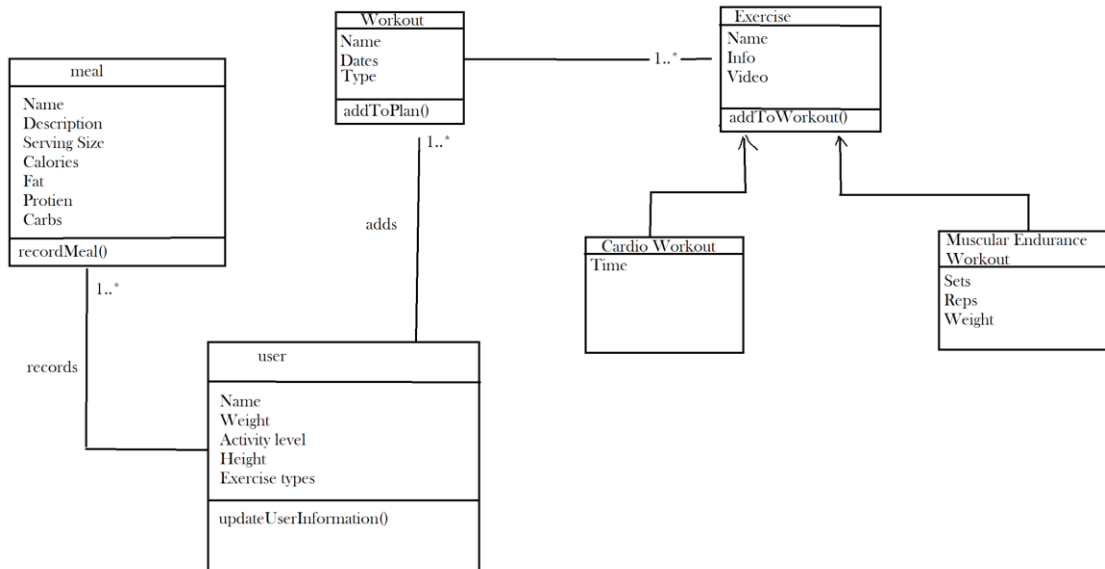 Workout
Name
Dates
Type
addToPlan()
1..*
Exercise
Name
Info
Video
addToWorkout()
1..*
meal
Name
Description
Serving Size
Calories
Fat
Protien
Carbs
recordMeal()
1..*
adds
Cardio Workout
Time
Muscular Endurance
Workout
Sets
Reps
Weight
records
user
Name
Weight
Activity level
Height
Exercise types
updateUserInformation()